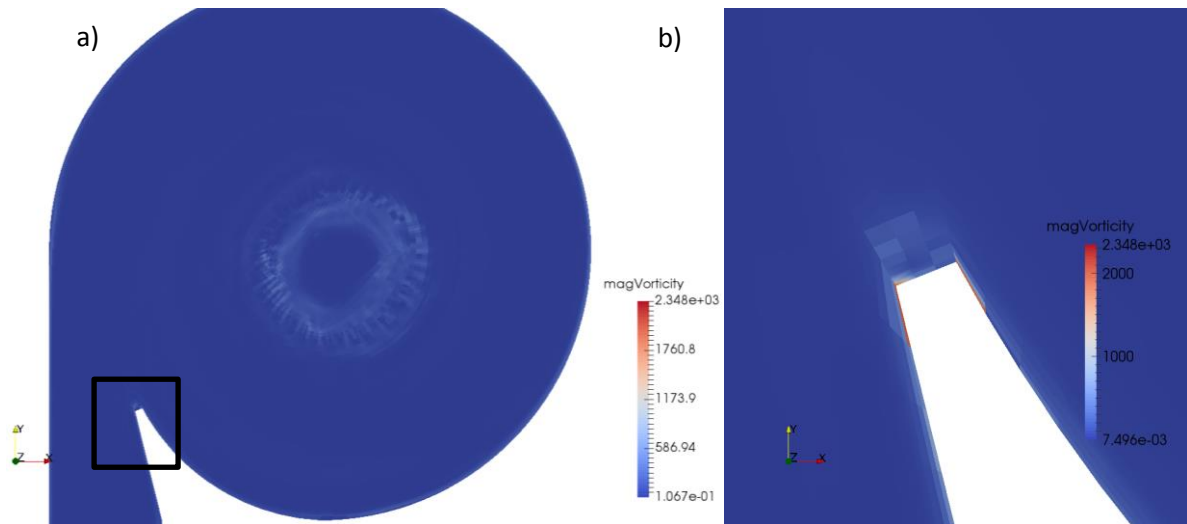 a)
magVorticity
2.348e+03
1760.8
1173.9
586.94
1.067e-01
Y
Z
X
b)
magVorticity
2.348e+03
2000
1000
7.496e-03
Y
Z
X